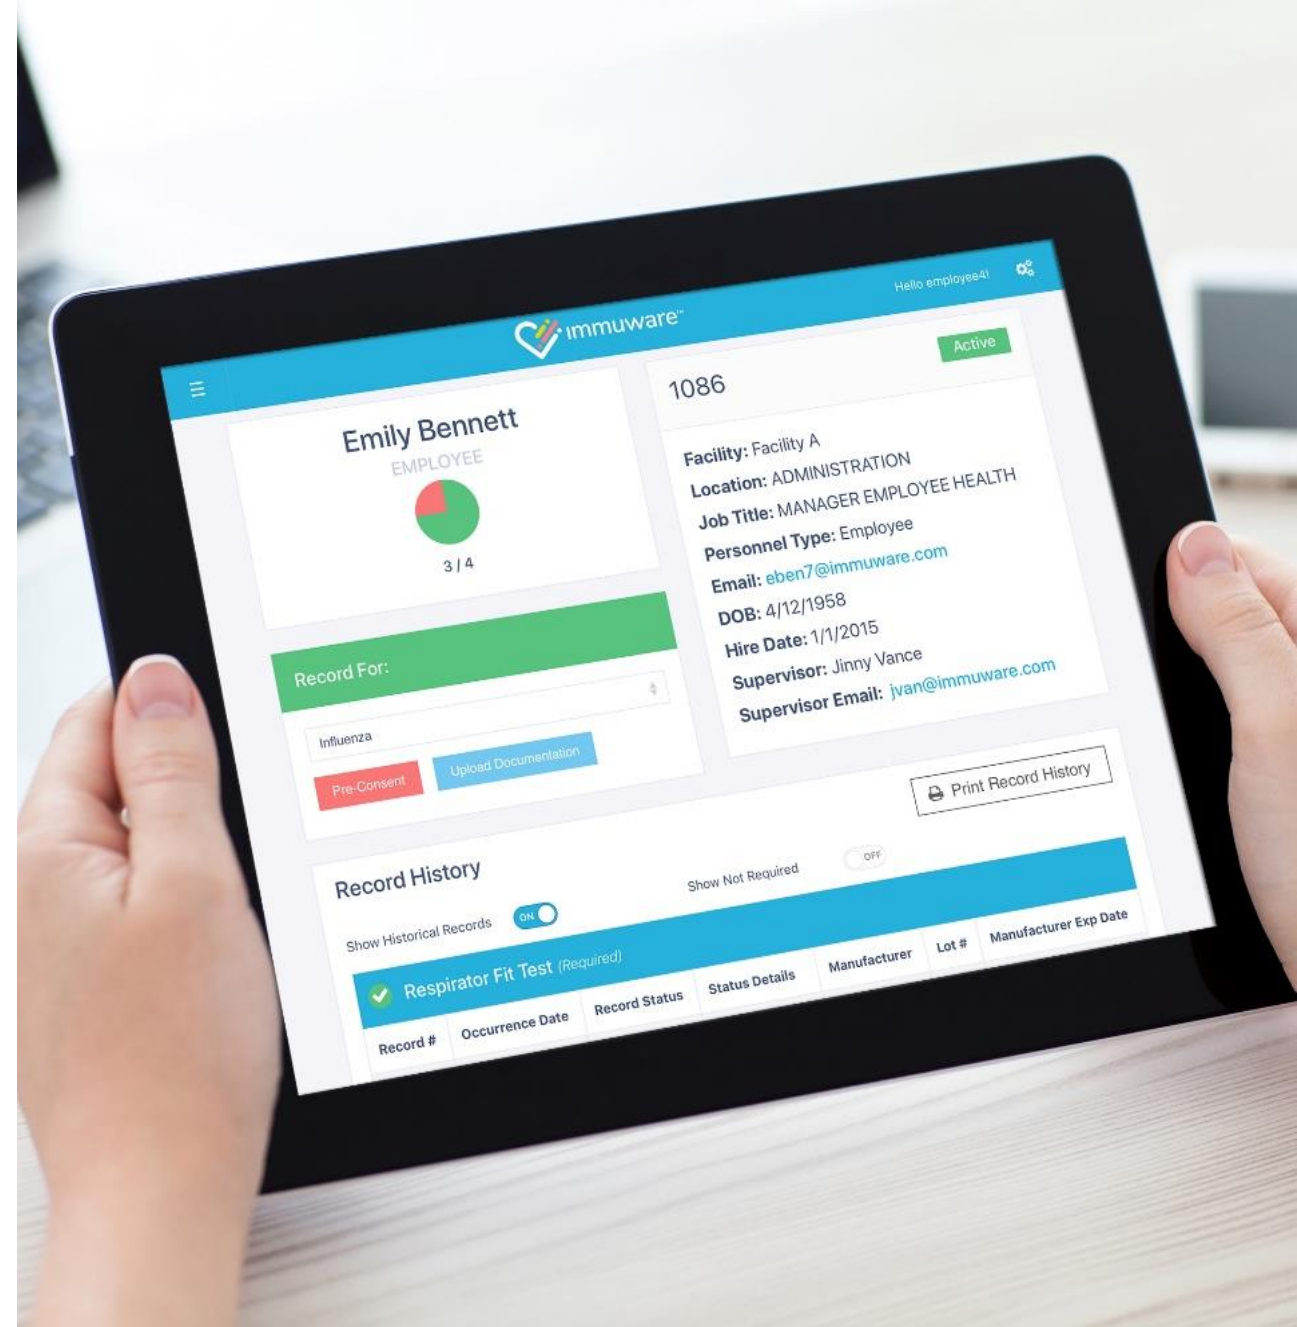 immuware™
Hello employee4!
Emily Bennett
EMPLOYEE
3 / 4
1086
Active
Facility: Facility A
Location: ADMINISTRATION
Job Title: MANAGER EMPLOYEE HEALTH
Personnel Type: Employee
Email: eben7@immuware.com
DOB: 4/12/1958
Hire Date: 1/1/2015
Supervisor: Jinny Vance
Supervisor Email: jvan@immuware.com
Record For:
Influenza
Pre-Consent
Upload Documentation
Print Record History
Record History
Show Historical Records ON
Show Not Required OFF
Respirator Fit Test (Required)
Record # Occurrence Date Record Status Status Details Manufacturer Lot # Manufacturer Exp Date